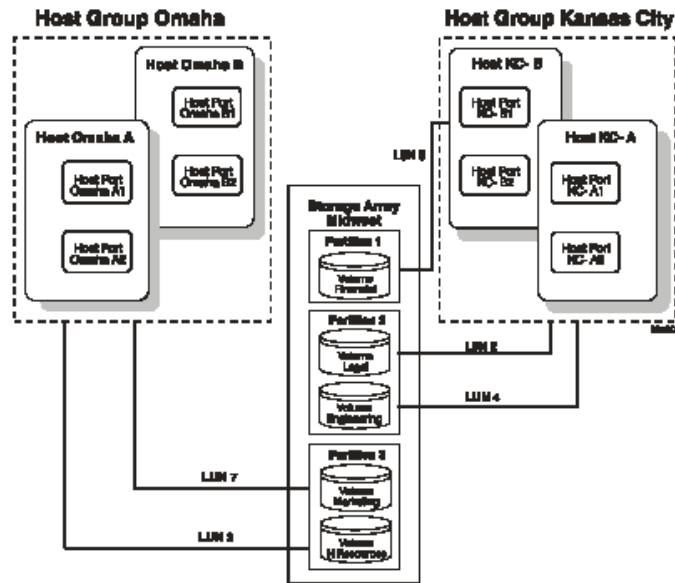 Host Group Omaha
Host Omaha B
Host Port
Omaha B1
Host Port
Omaha B2
Host Omaha A
Host Port
Omaha A1
Host Port
Omaha A2
Host Group Kansas City
Host KC- B
Host Port
KC- B1
Host Port
KC- B2
Host KC- A
Host Port
KC- A1
Host Port
KC-
LUN
Storage Array
Midwest
Partition 1
Volume
Financial
Partition 2
Volume
Legal
LUN
Volume
Engineering
LUN 4
Partition 3
Volume
Marketing
LUN 7
Volume
H Resources
LUN